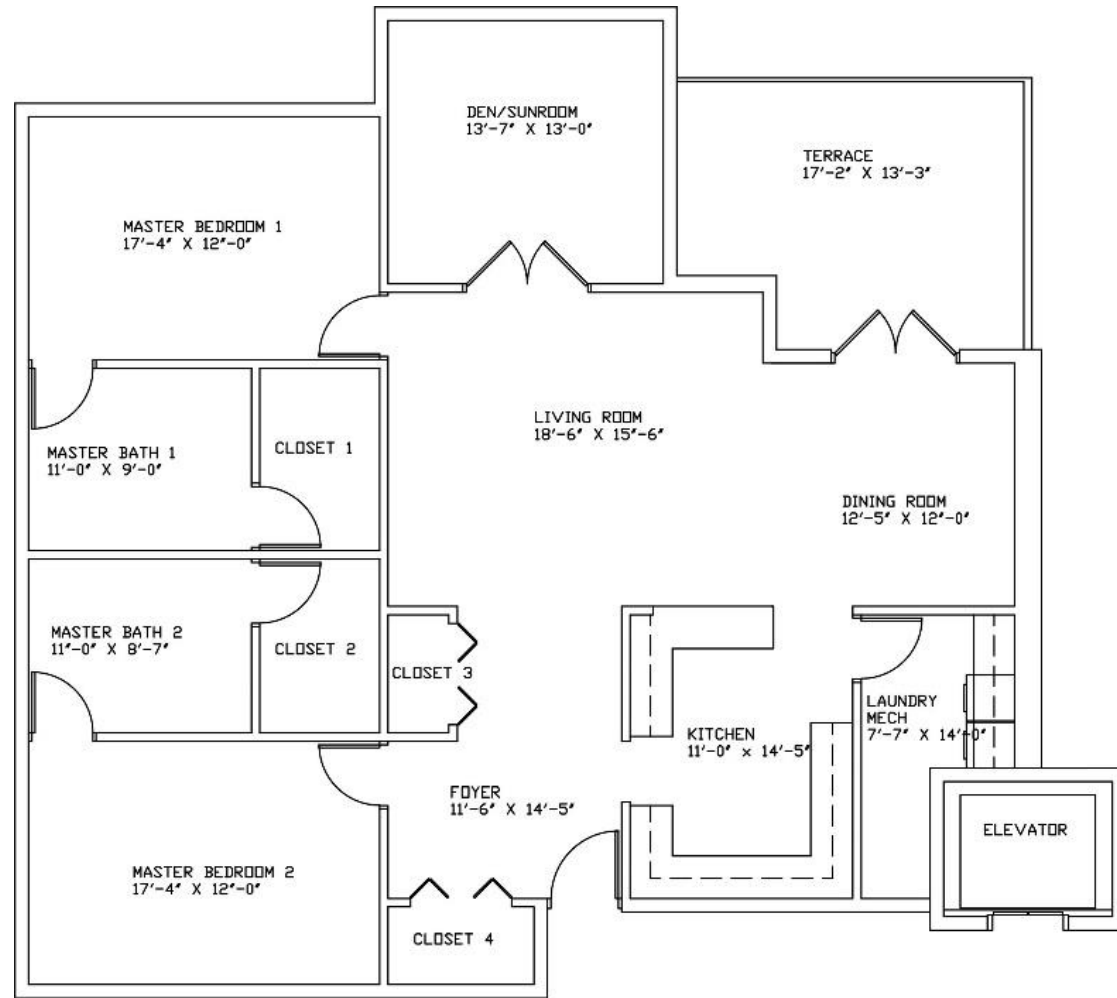 DEN/SUNROOM
13'-7" X 13'-0"
TERRACE
17'-2" X 13'-3"
MASTER BEDROOM 1
17'-4" X 12"-0"
LIVING ROOM
18'-6" X 15"-6"
CLOSET 1
MASTER BATH 1
11'-0" X 9'-0"
DINING ROOM
12'-5" X 12'-0"
MASTER BATH 2
11"-0" X 8'-7"
CLOSET 2
CLOSET 3
LAUNDRY
MECH
7'-7" X 14'-0"
KITCHEN
11'-0" x 14'-5"
FOYER
11'-6" X 14'-5"
ELEVATOR
MASTER BEDROOM 2
17'-4" X 12"-0"
CLOSET 4